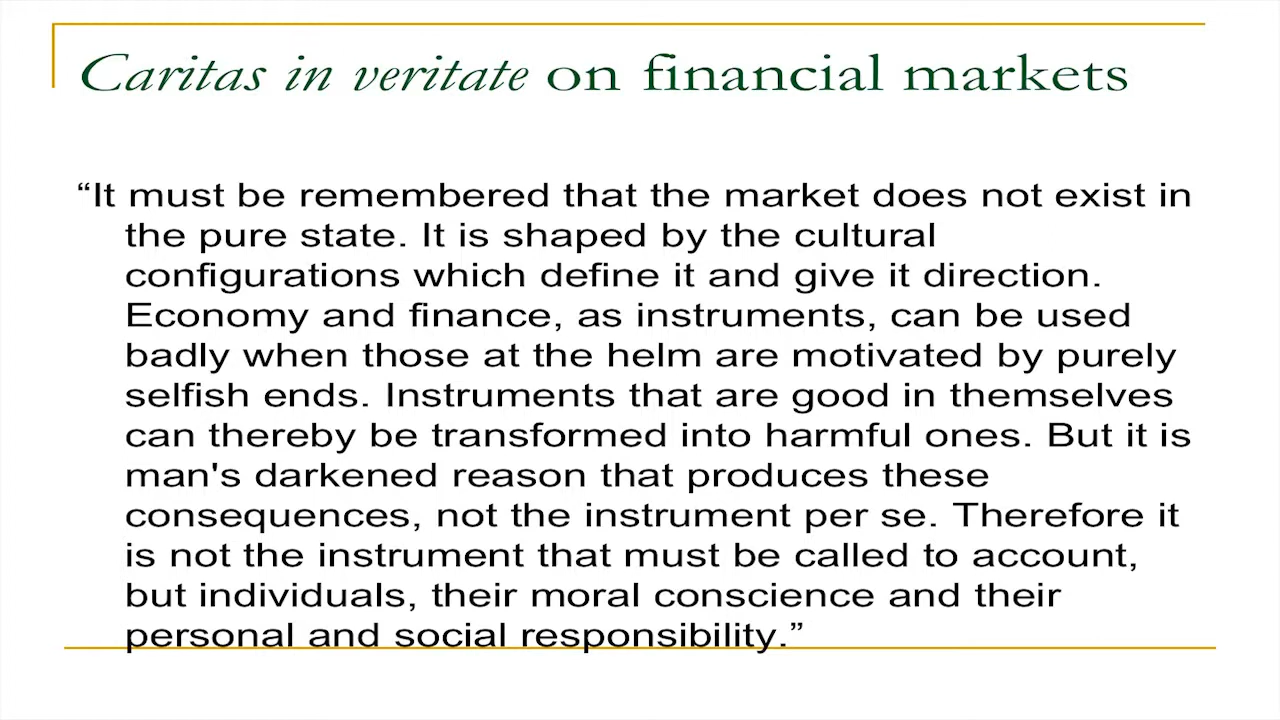 Caritas in veritate on financial markets
“It must be remembered that the market does not exist in
the pure state. It is shaped by the cultural
configurations which define it and give it direction.
Economy and finance, as instruments, can be used
badly when those at the helm are motivated by purely
selfish ends. Instruments that are good in themselves
can thereby be transformed into harmful ones. But it is
man's darkened reason that produces these
consequences, not the instrument per se. Therefore it
is not the instrument that must be called to account,
but individuals, their moral conscience and their
personal and social responsibility.”